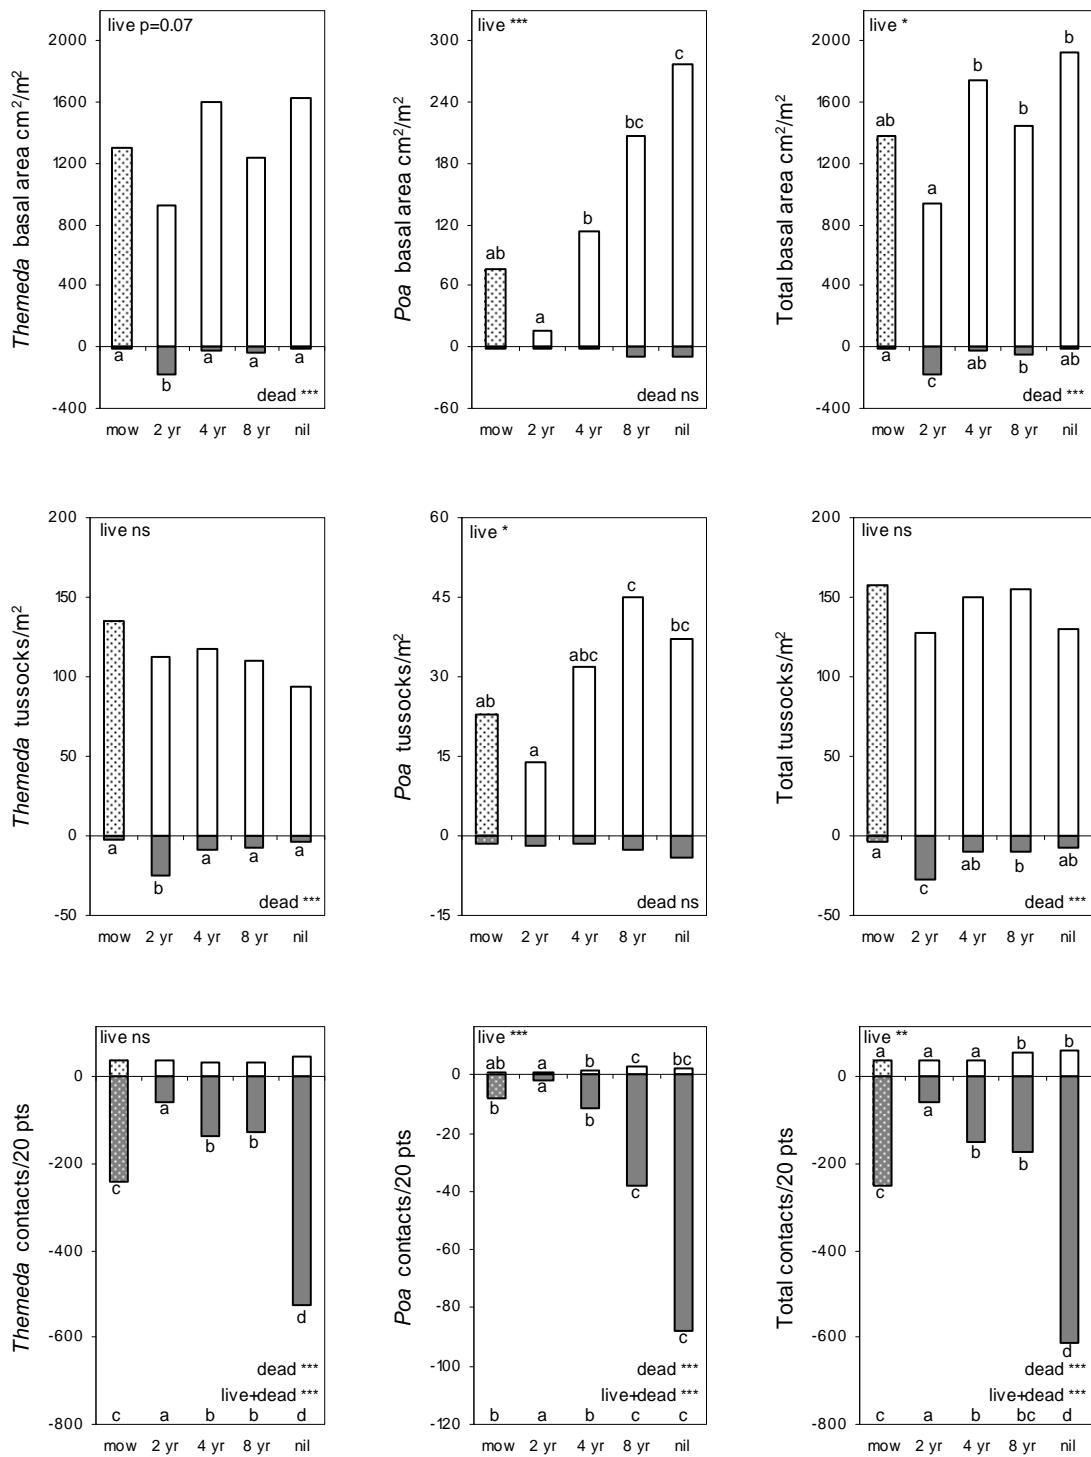 live p=0.07
2000
1600
1200
800
400
0
-400
Themeda basal area cm²/m²
a
b
a
a
a
dead ***
mow 2 yr 4 yr 8 yr nil
live ***
300
240
180
120
60
0
-60
Poa basal area cm²/m²
ab
a
b
bc
c
dead ns
mow 2 yr 4 yr 8 yr nil
live *
2000
1600
1200
800
400
0
-400
Total basal area cm²/m²
ab
a
b
b
b
a
c
ab
b
ab
dead ***
mow 2 yr 4 yr 8 yr nil
live ns
200
150
100
50
0
-50
Themeda tussocks/m²
a
b
a
a
a
dead ***
mow 2 yr 4 yr 8 yr nil
live *
60
45
30
15
0
-15
Poa tussocks/m²
ab
a
abc
c
bc
dead ns
mow 2 yr 4 yr 8 yr nil
live ns
200
150
100
50
0
-50
Total tussocks/m²
a
c
ab
b
ab
dead ***
mow 2 yr 4 yr 8 yr nil
live ns
0
-200
-400
-600
-800
Themeda contacts/20 pts
c
a
b
b
d
dead ***
live+dead ***
c a b b d
mow 2 yr 4 yr 8 yr nil
live ***
0
-20
-40
-60
-80
-100
-120
Poa contacts/20 pts
ab a b c bc
b
a
b
c
c
dead ***
live+dead ***
b a b c c
mow 2 yr 4 yr 8 yr nil
live **
0
-200
-400
-600
-800
Total contacts/20 pts
a a a b b
c
a
b
b
d
dead ***
live+dead ***
c a b bc d
mow 2 yr 4 yr 8 yr nil